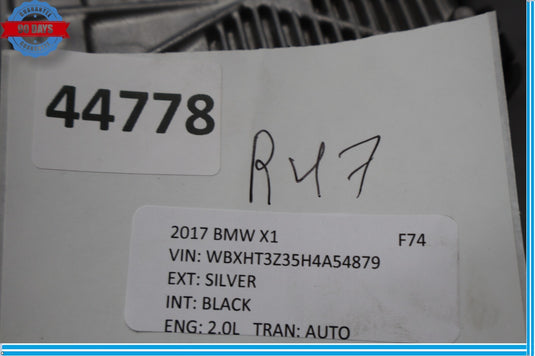 GUARANTEE
90 DAYS
44778
R47
2017 BMW X1 F74
VIN: WBXHT3Z35H4A54879
EXT: SILVER
INT: BLACK
ENG: 2.0L TRAN: AUTO